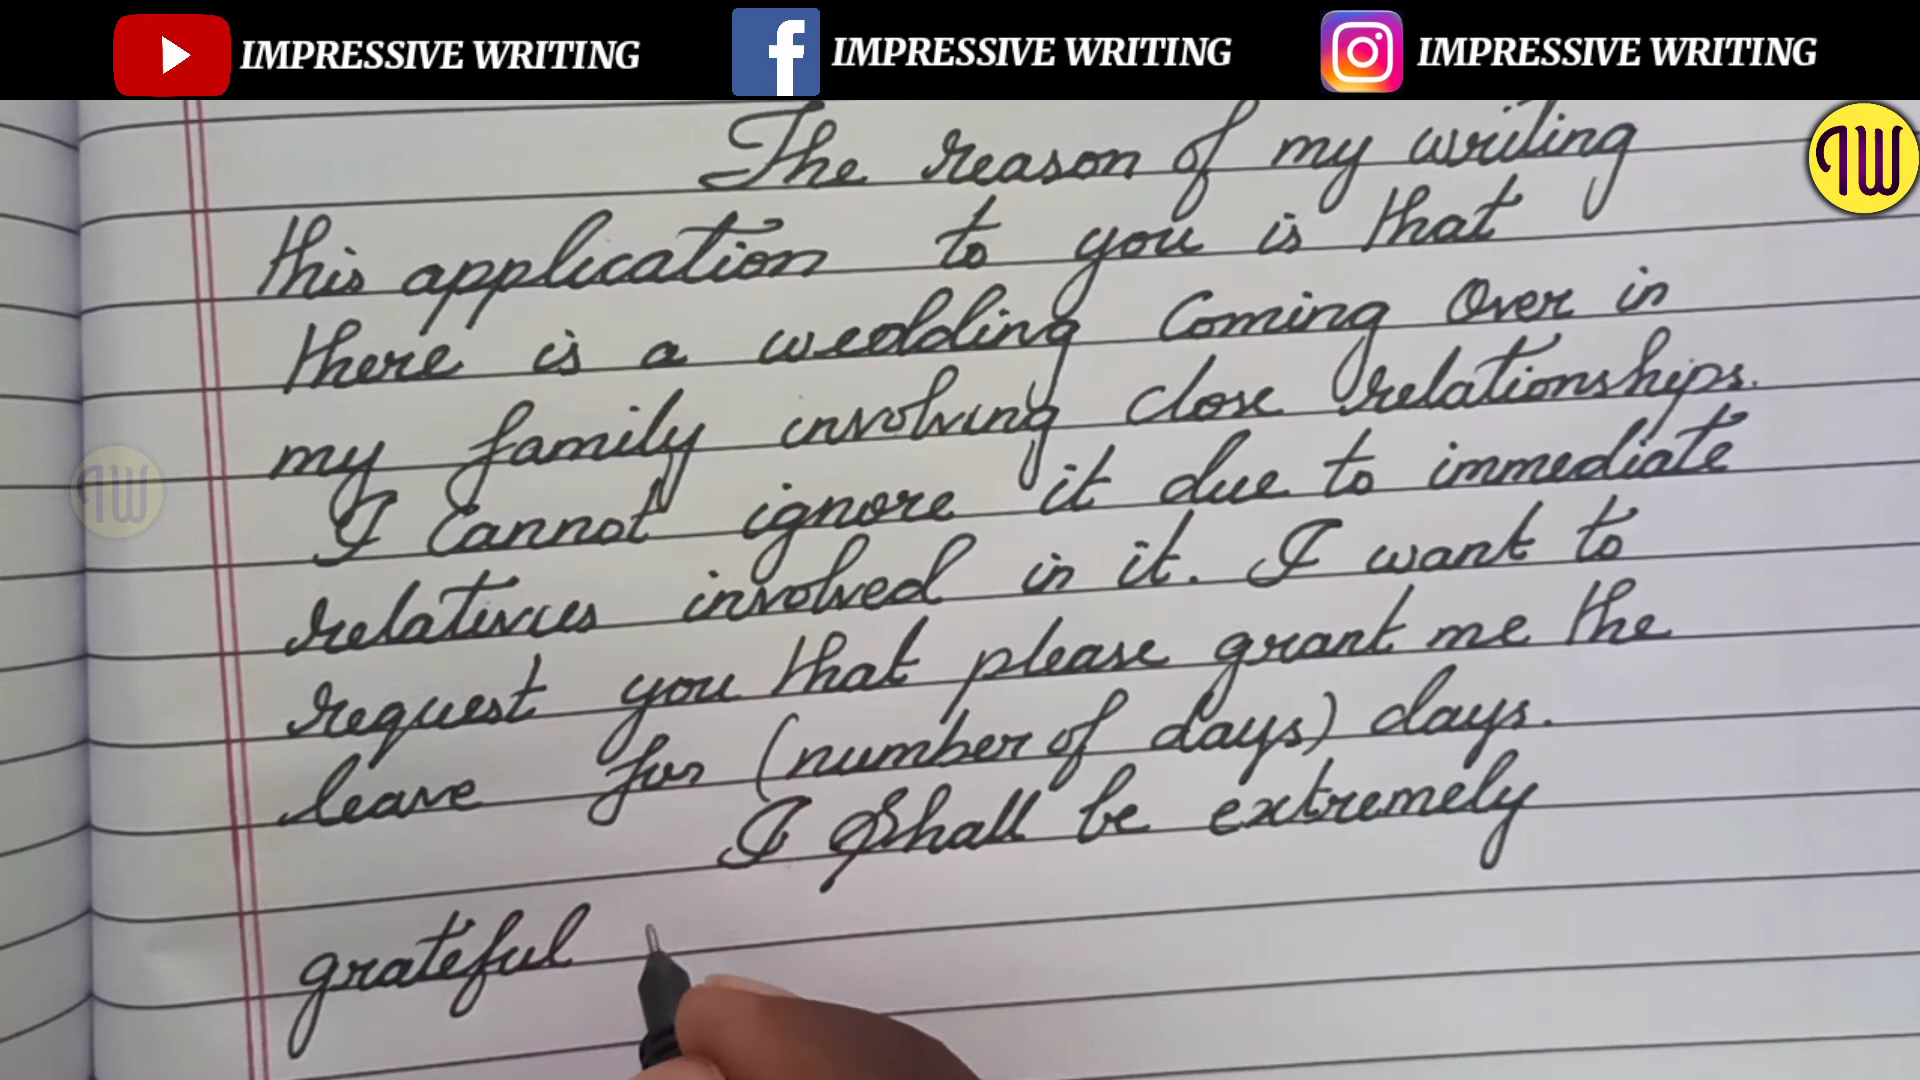 IMPRESSIVE WRITING IMPRESSIVE WRITING IMPRESSIVE WRITING
IW
The reason of my writing
this application to you is that
there is a wedding Coming Over in
my family involving close relationships.
I Cannot ignore it due to immediate
relatives involved in it. I want to
request you that please grant me the
leave for (number of days) days.
I Shall be extremely
grateful
IW